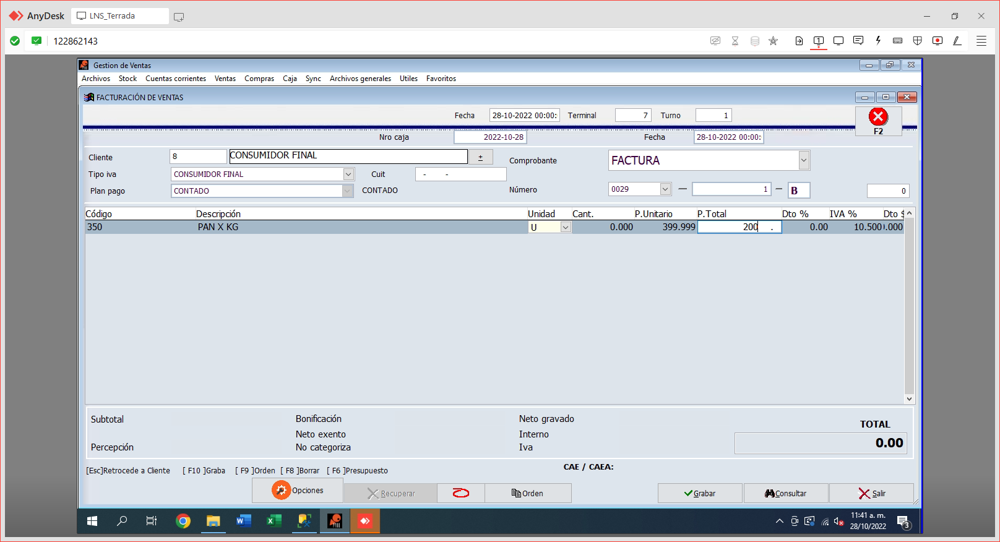 AnyDesk
LNS_Terrada
122862143
1
Gestion de Ventas
Archivos Stock Cuentas corrientes Ventas Compras Caja Sync Archivos generales Utiles Favoritos
FACTURACIÓN DE VENTAS
Fecha 28-10-2022 00:00: Terminal 7 Turno 1
F2
Nro caja 2022-10-28 Fecha 28-10-2022 00:00:
Cliente 8 CONSUMIDOR FINAL ± Comprobante FACTURA
Tipo iva CONSUMIDOR FINAL Cuit - -
Plan pago CONTADO CONTADO Número 0029 — 1 – B 0
Código Descripción Unidad Cant. P.Unitario P.Total Dto % IVA % Dto $
350 PAN X KG U 0.000 399.999 200 . 0.00 10.500 0.000
Subtotal Bonificación Neto gravado TOTAL
Neto exento Interno 0.00
Percepción No categoriza Iva
CAE / CAEA:
[Esc]Retrocede a Cliente [ F10 ]Graba [ F9 ]Orden [ F8 ]Borrar [ F6 ]Presupuesto
Opciones Recuperar Orden Grabar Consultar Salir
11:41 a. m.
28/10/2022
3